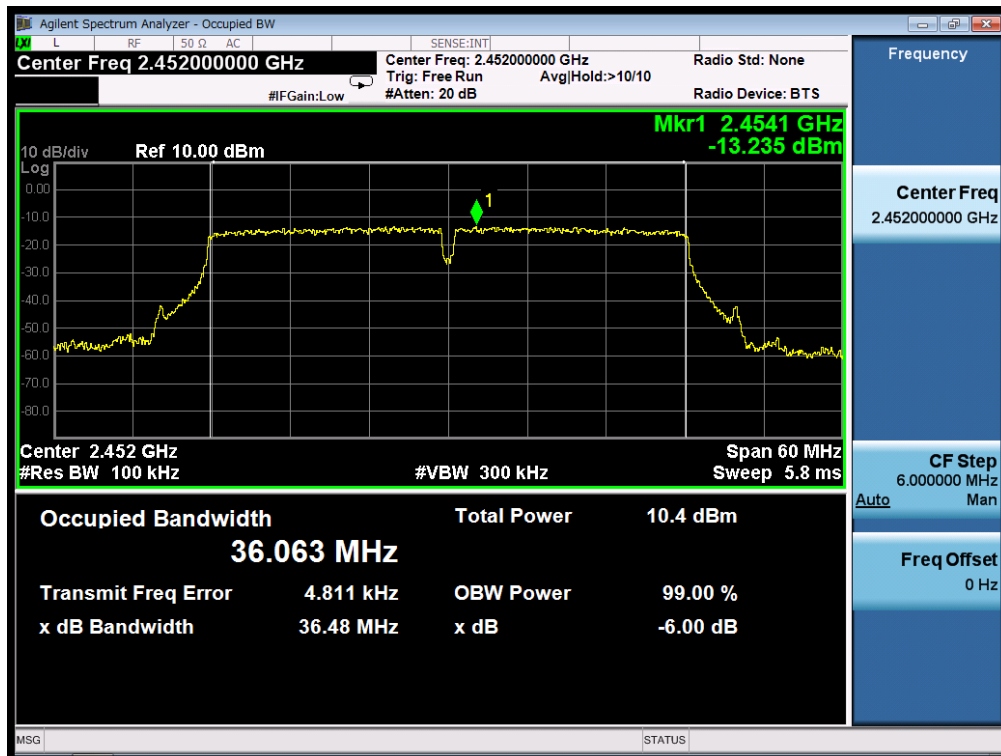 Agilent Spectrum Analyzer - Occupied BW
LXI L RF 50 Ω AC SENSE:INT
Center Freq 2.452000000 GHz
Center Freq: 2.452000000 GHz
Radio Std: None
Trig: Free Run Avg|Hold:>10/10
#IFGain:Low
#Atten: 20 dB
Radio Device: BTS
Mkr1 2.4541 GHz
-13.235 dBm
10 dB/div Ref 10.00 dBm
Log
0.00
1
-10.0
-20.0
-30.0
-40.0
-50.0
-60.0
-70.0
-80.0
Center 2.452 GHz
Span 60 MHz
#Res BW 100 kHz
#VBW 300 kHz
Sweep 5.8 ms
Occupied Bandwidth
36.063 MHz
Total Power 10.4 dBm
Transmit Freq Error 4.811 kHz
OBW Power 99.00 %
x dB Bandwidth 36.48 MHz
x dB -6.00 dB
MSG
STATUS
Frequency
Center Freq
2.452000000 GHz
CF Step
6.000000 MHz
Auto Man
Freq Offset
0 Hz